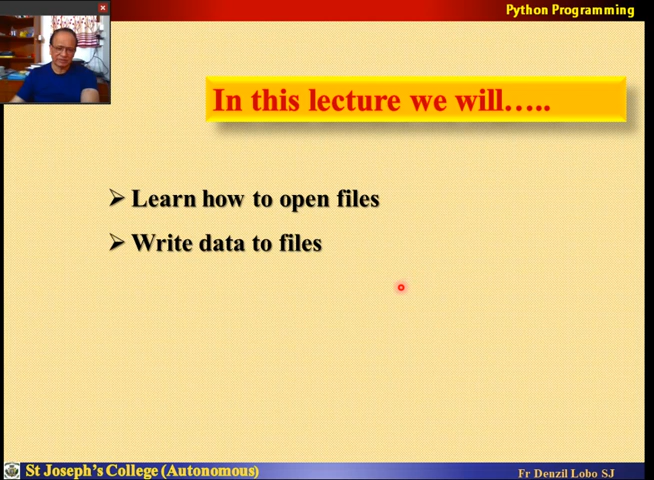 Python Programming
In this lecture we will…..
Learn how to open files
Write data to files
St Joseph's College (Autonomous)
Fr Denzil Lobo SJ